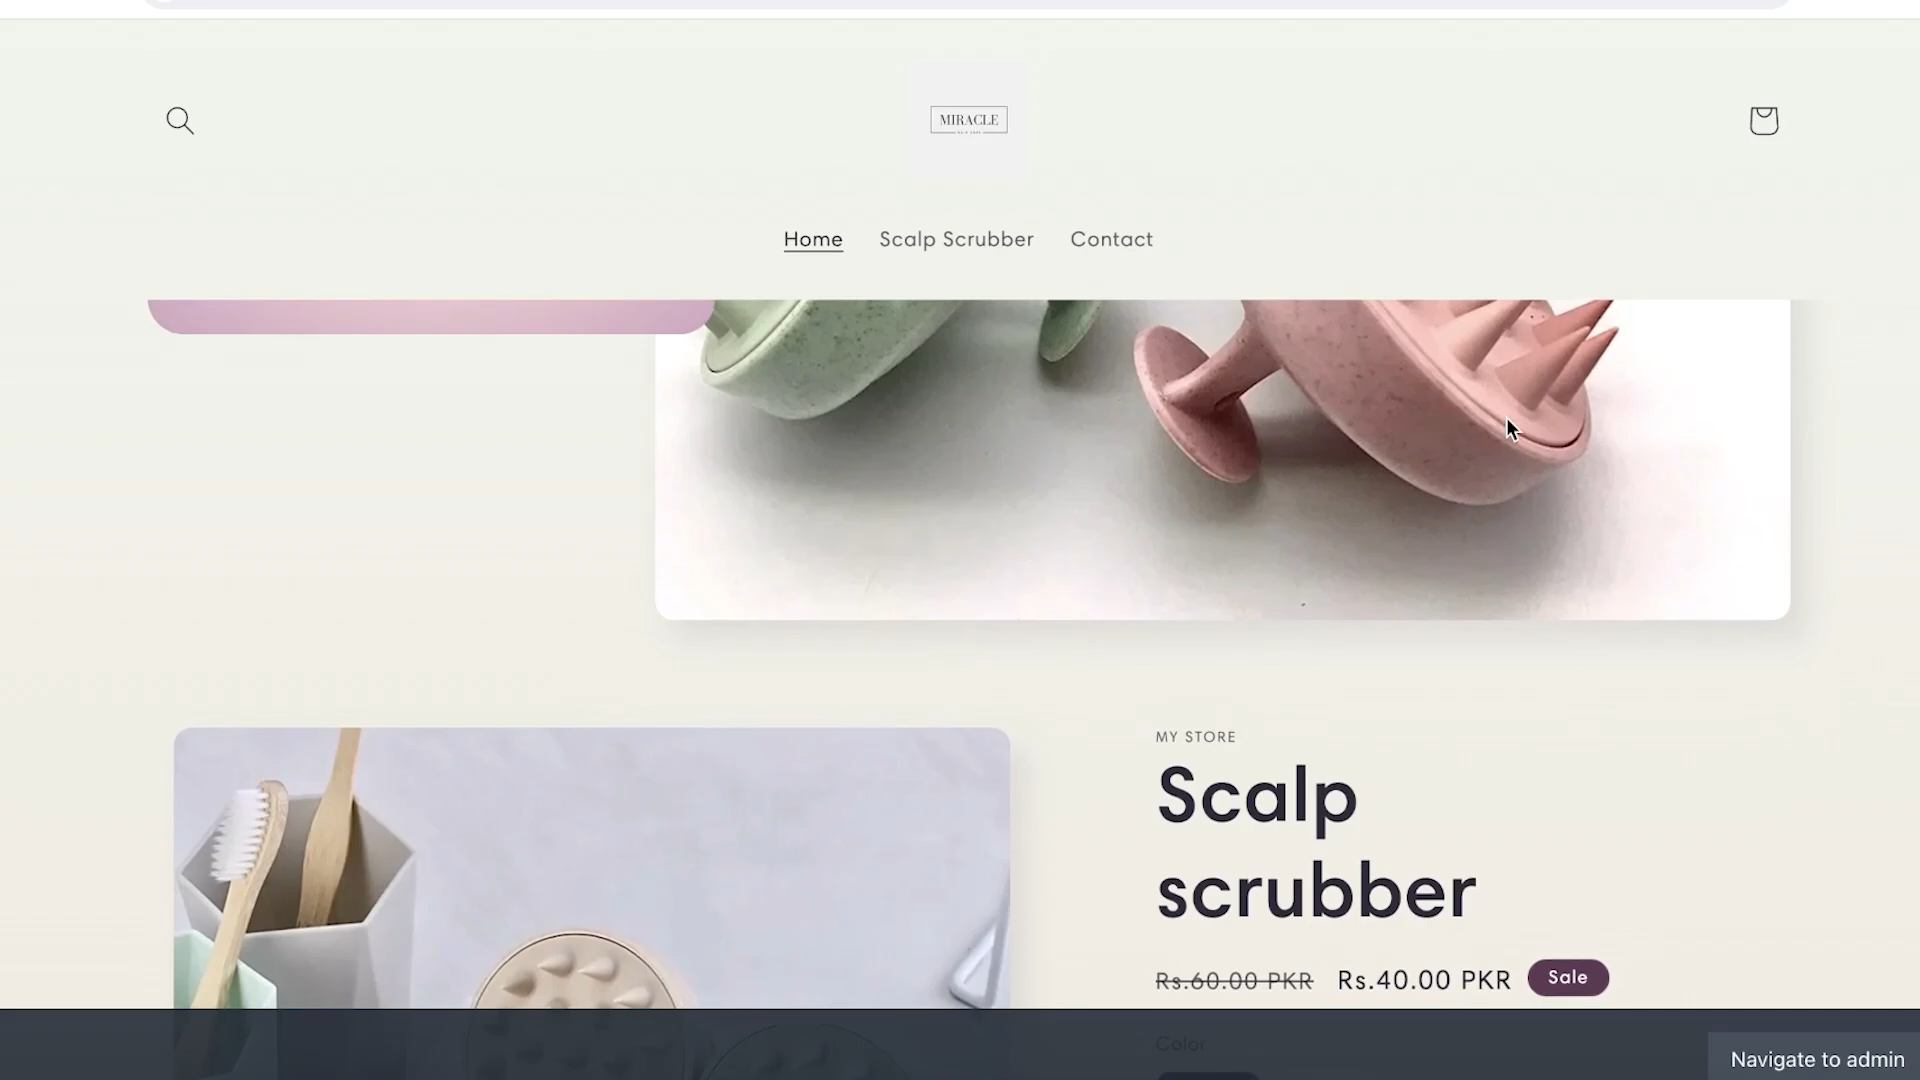 MIRACLE
Home Scalp Scrubber Contact
MY STORE
Scalp
scrubber
Rs.60.00 PKR Rs.40.00 PKR Sale
Color
Navigate to admin